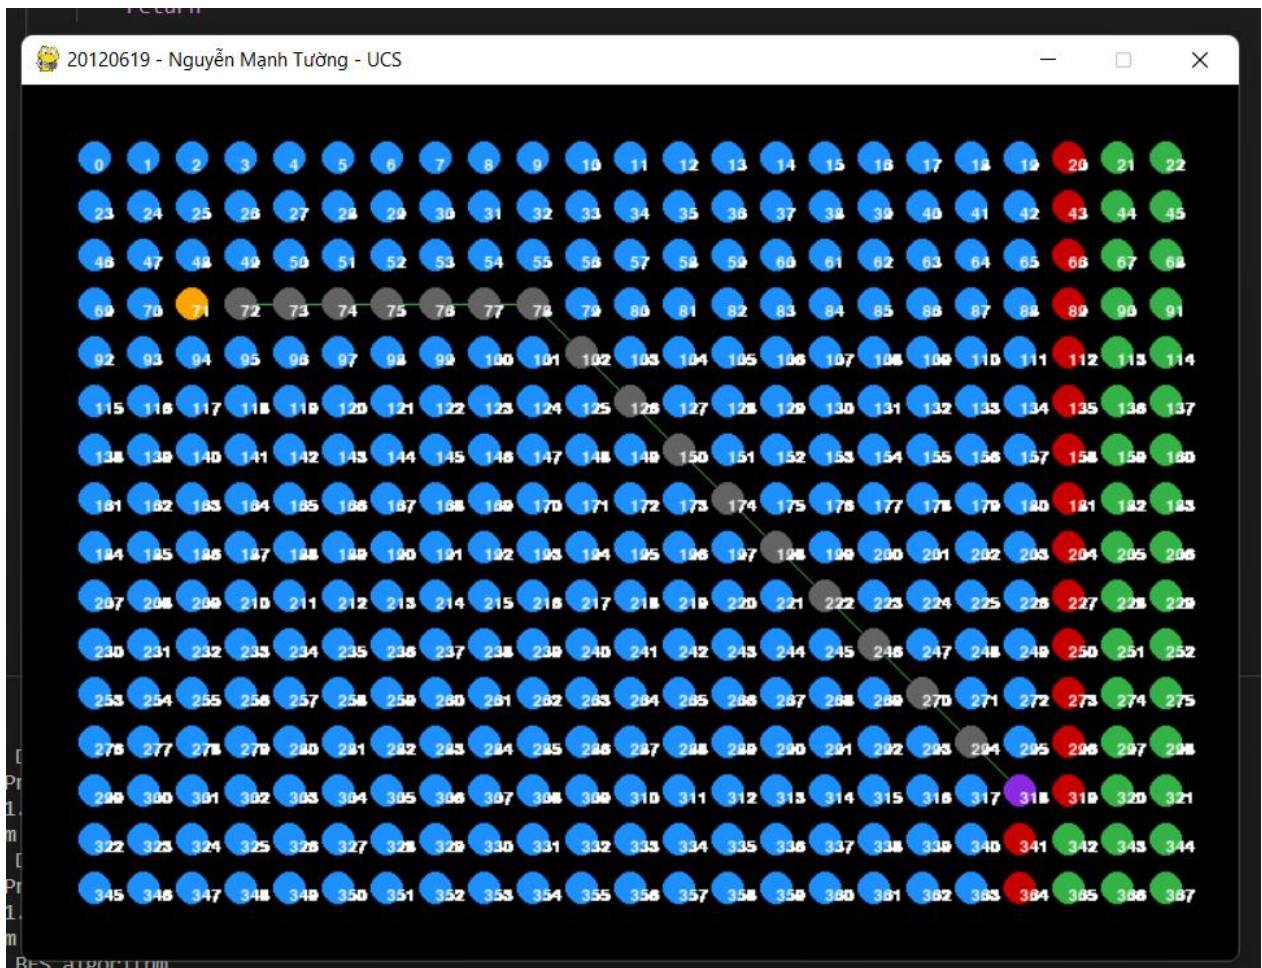 return
20120619 - Nguyễn Mạnh Tường - UCS
0 1 2 3 4 5 6 7 8 9 10 11 12 13 14 15 16 17 18 19 20 21 22
23 24 25 26 27 28 29 30 31 32 33 34 35 36 37 38 39 40 41 42 43 44 45
46 47 48 49 50 51 52 53 54 55 56 57 58 59 60 61 62 63 64 65 66 67 68
69 70 71 72 73 74 75 76 77 78 79 80 81 82 83 84 85 86 87 88 89 90 91
92 93 94 95 96 97 98 99 100 101 102 103 104 105 106 107 108 109 110 111 112 113 114
115 116 117 118 119 120 121 122 123 124 125 126 127 128 129 130 131 132 133 134 135 136 137
138 139 140 141 142 143 144 145 146 147 148 149 150 151 152 153 154 155 156 157 158 159 160
161 162 163 164 165 166 167 168 169 170 171 172 173 174 175 176 177 178 179 180 181 182 183
184 185 186 187 188 189 190 191 192 193 194 195 196 197 198 199 200 201 202 203 204 205 206
207 208 209 210 211 212 213 214 215 216 217 218 219 220 221 222 223 224 225 226 227 228 229
230 231 232 233 234 235 236 237 238 239 240 241 242 243 244 245 246 247 248 249 250 251 252
253 254 255 256 257 258 259 260 261 262 263 264 265 266 267 268 269 270 271 272 273 274 275
276 277 278 279 280 281 282 283 284 285 286 287 288 289 290 291 292 293 294 295 296 297 298
299 300 301 302 303 304 305 306 307 308 309 310 311 312 313 314 315 316 317 318 319 320 321
322 323 324 325 326 327 328 329 330 331 332 333 334 335 336 337 338 339 340 341 342 343 344
345 346 347 348 349 350 351 352 353 354 355 356 357 358 359 360 361 362 363 364 365 366 367
BFS algorithm